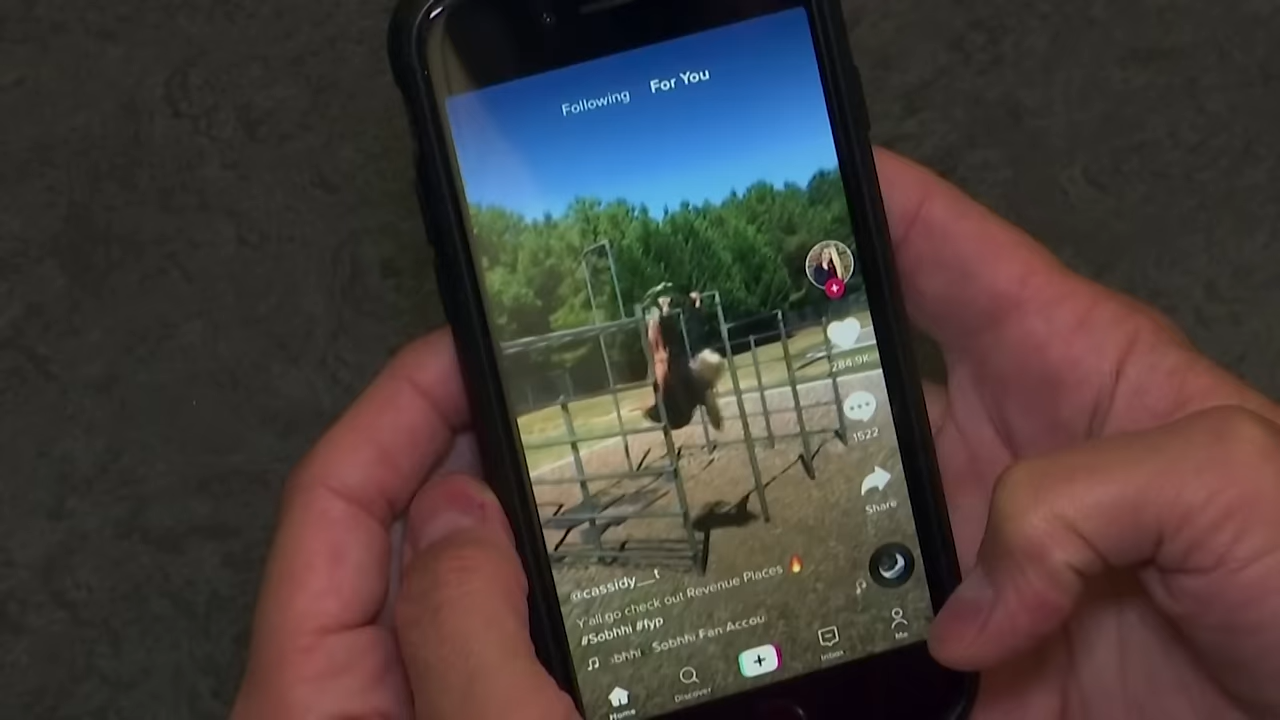 Following For You
284.9K
1522
Share
@cassidy__t
Y'all go check out Revenue Places 🔥
#Sobhhi #fyp
Sobhhi Fan Accou
Home
Discover
Inbox
Me